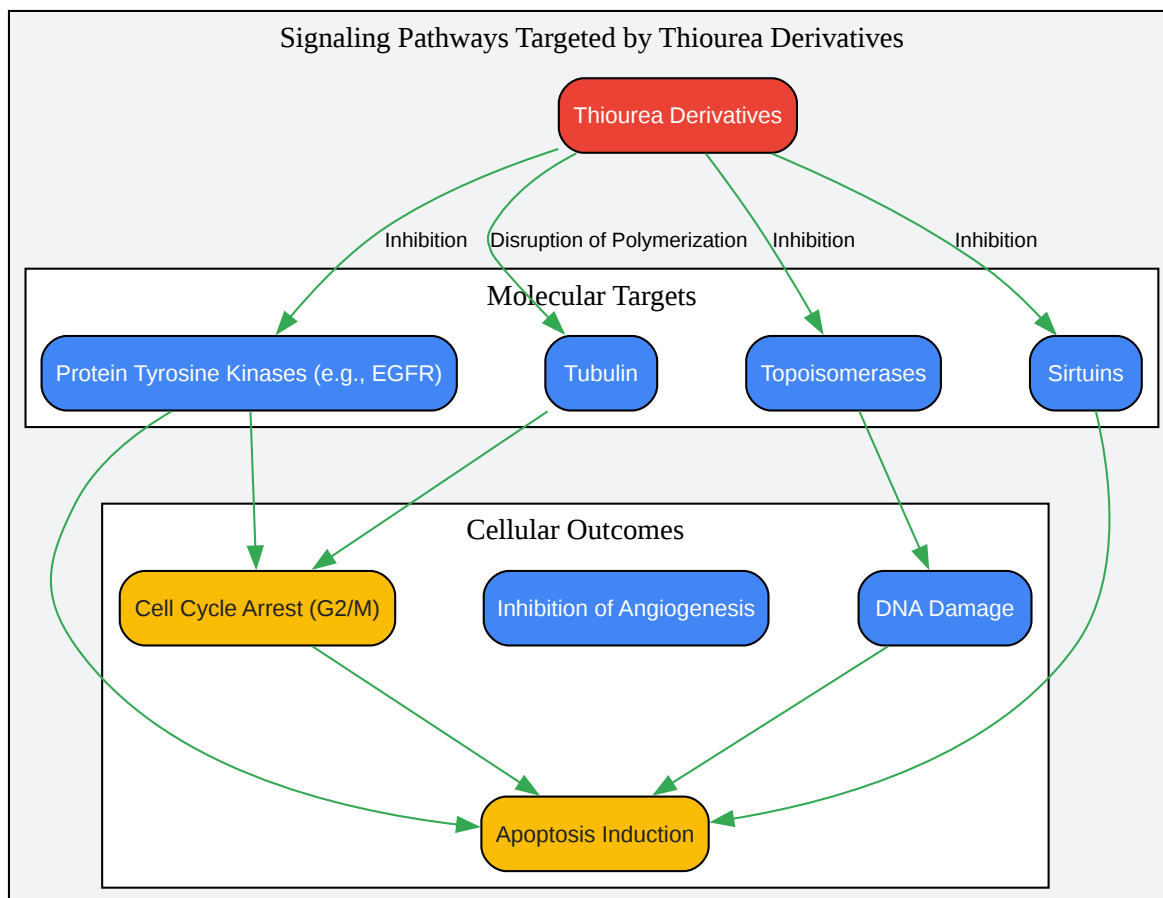 Signaling Pathways Targeted by Thiourea Derivatives
Thiourea Derivatives
Inhibition
Disruption of Polymerization
Inhibition
Inhibition
Molecular Targets
Protein Tyrosine Kinases (e.g., EGFR)
Tubulin
Topoisomerases
Sirtuins
Cellular Outcomes
Cell Cycle Arrest (G2/M)
Inhibition of Angiogenesis
DNA Damage
Apoptosis Induction